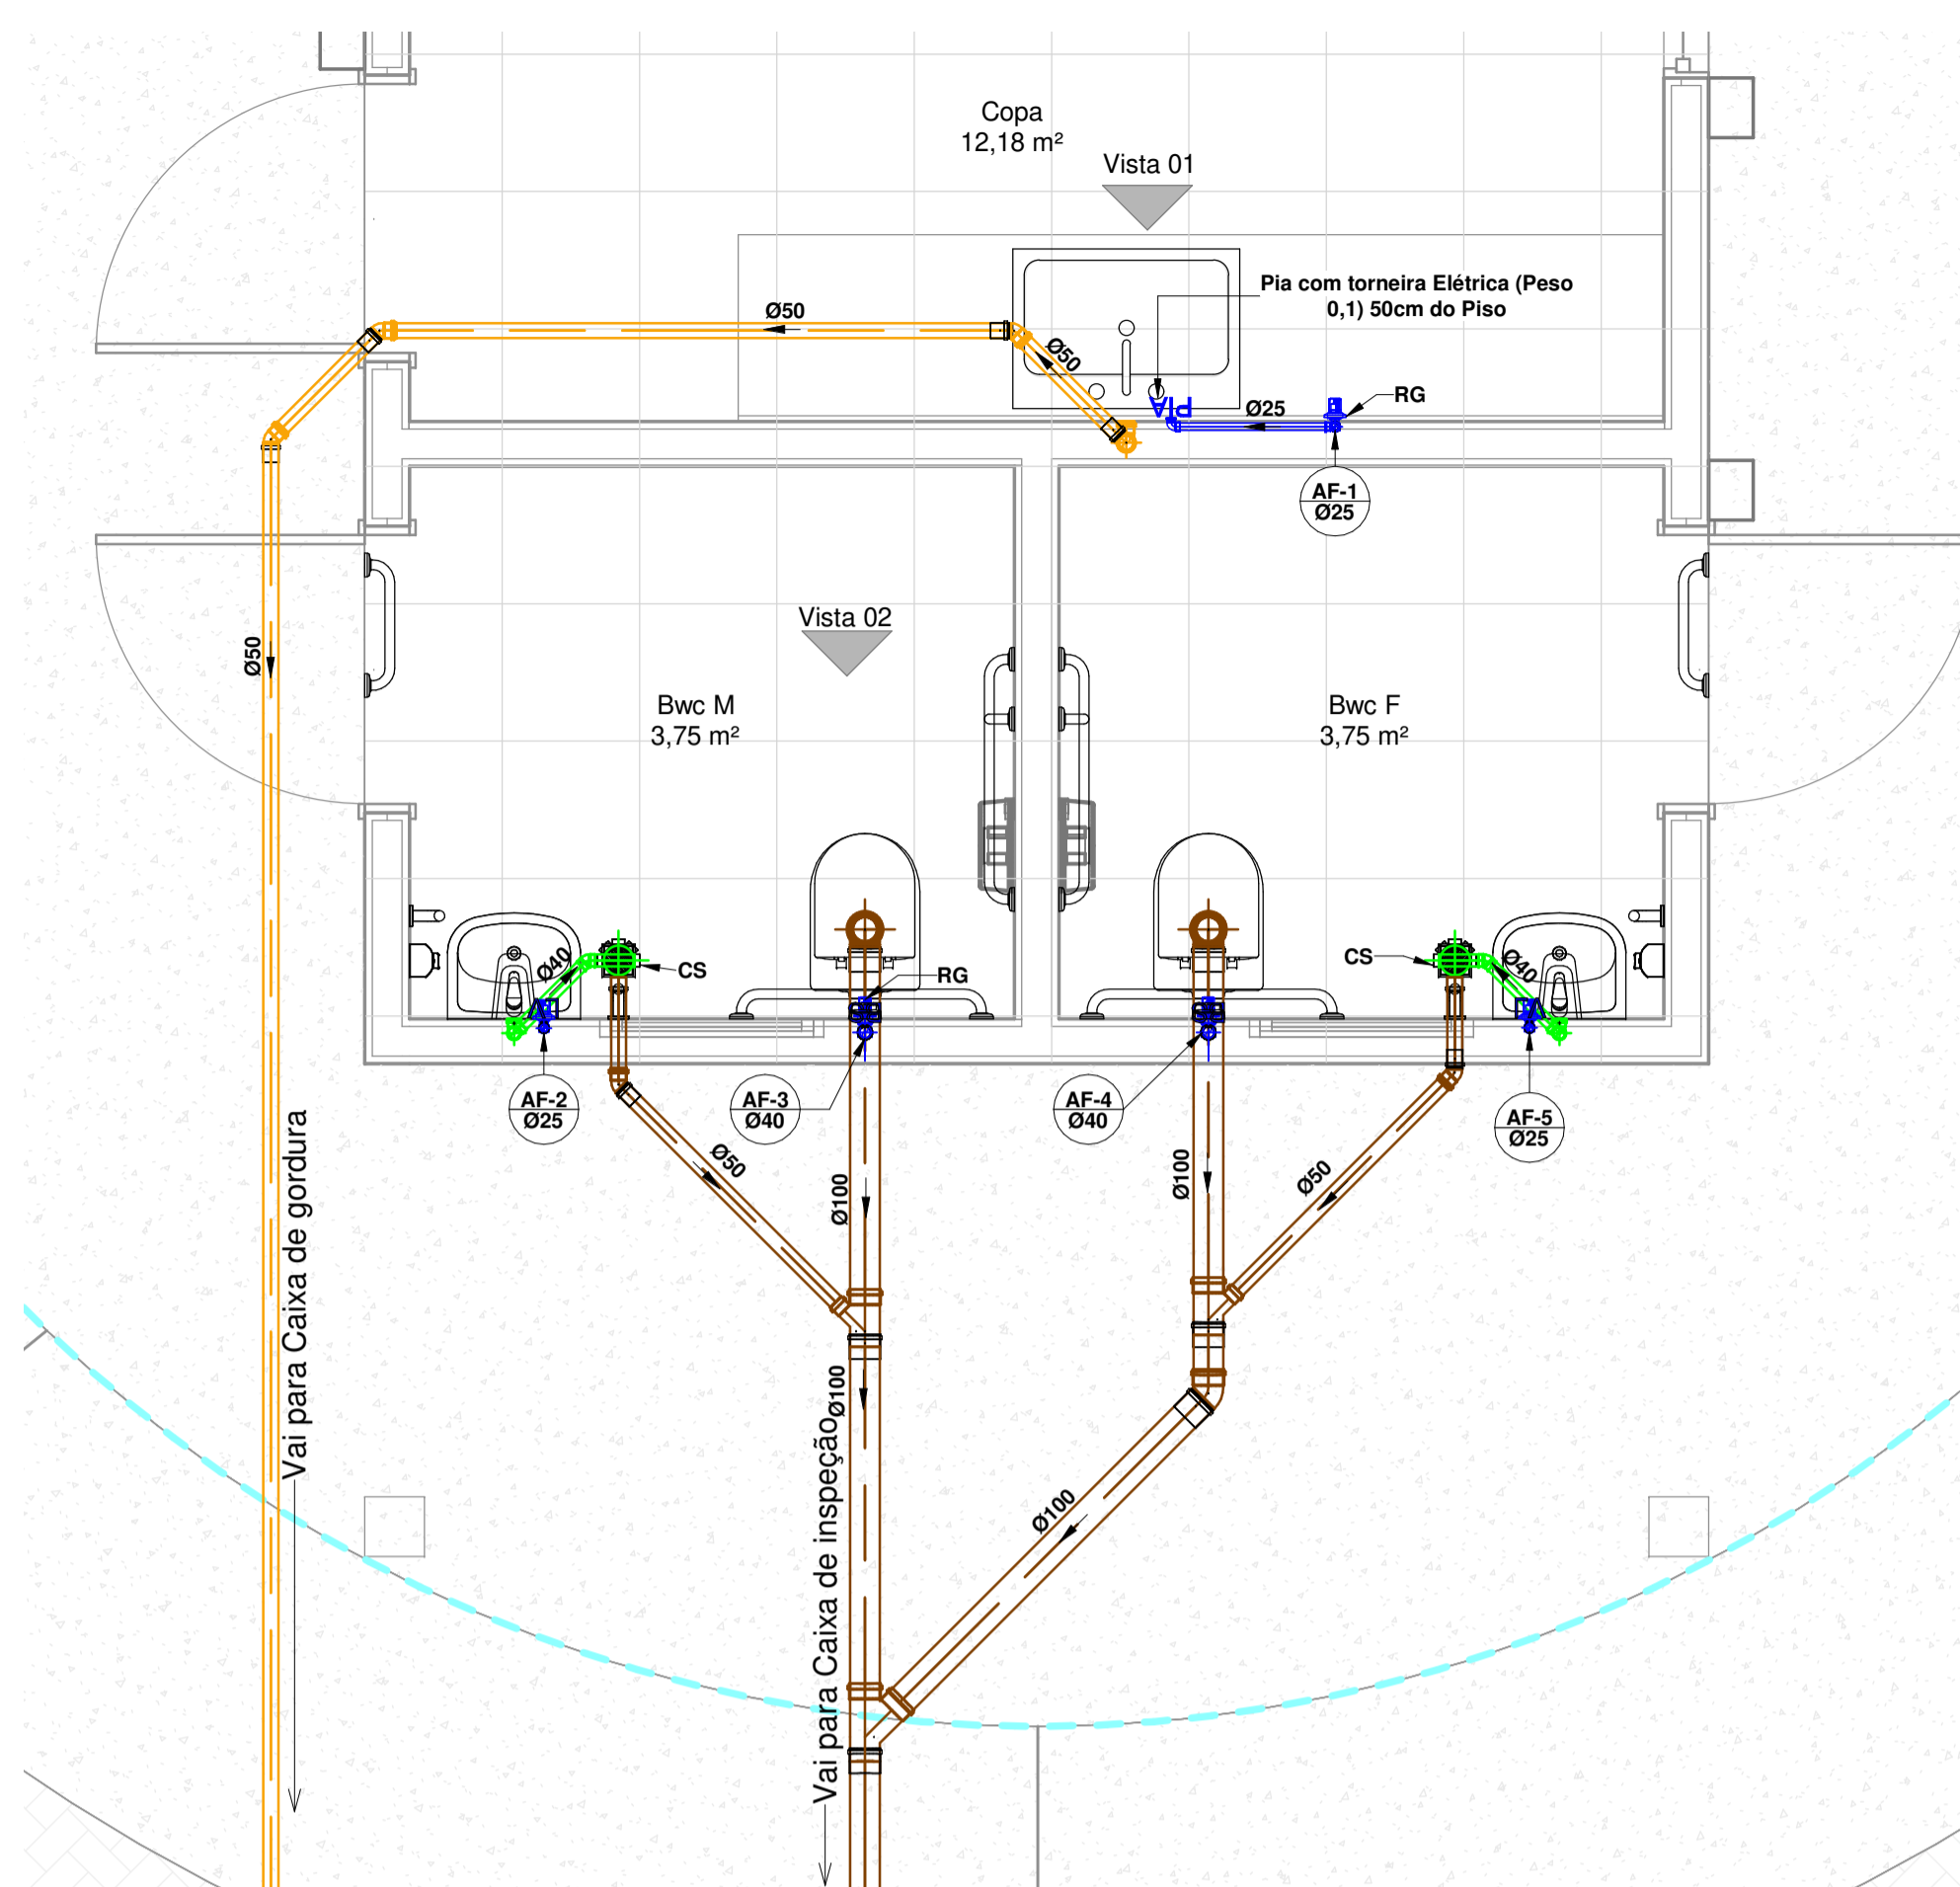 Copa
12,18 m²
Vista 01
Pia com torneira Elétrica (Peso
0,1) 50cm do Piso
Ø50
Ø50
PIA
Ø25
RG
AF-1
Ø25
Ø50
Vista 02
Bwc M
3,75 m²
Bwc F
3,75 m²
Ø40
CS
RG
CS
Ø40
AF-2
Ø25
AF-3
Ø40
AF-4
Ø40
AF-5
Ø25
Ø50
Ø100
Ø100
Ø50
Vai para Caixa de gordura
Ø100
Vai para Caixa de inspeção
Ø100